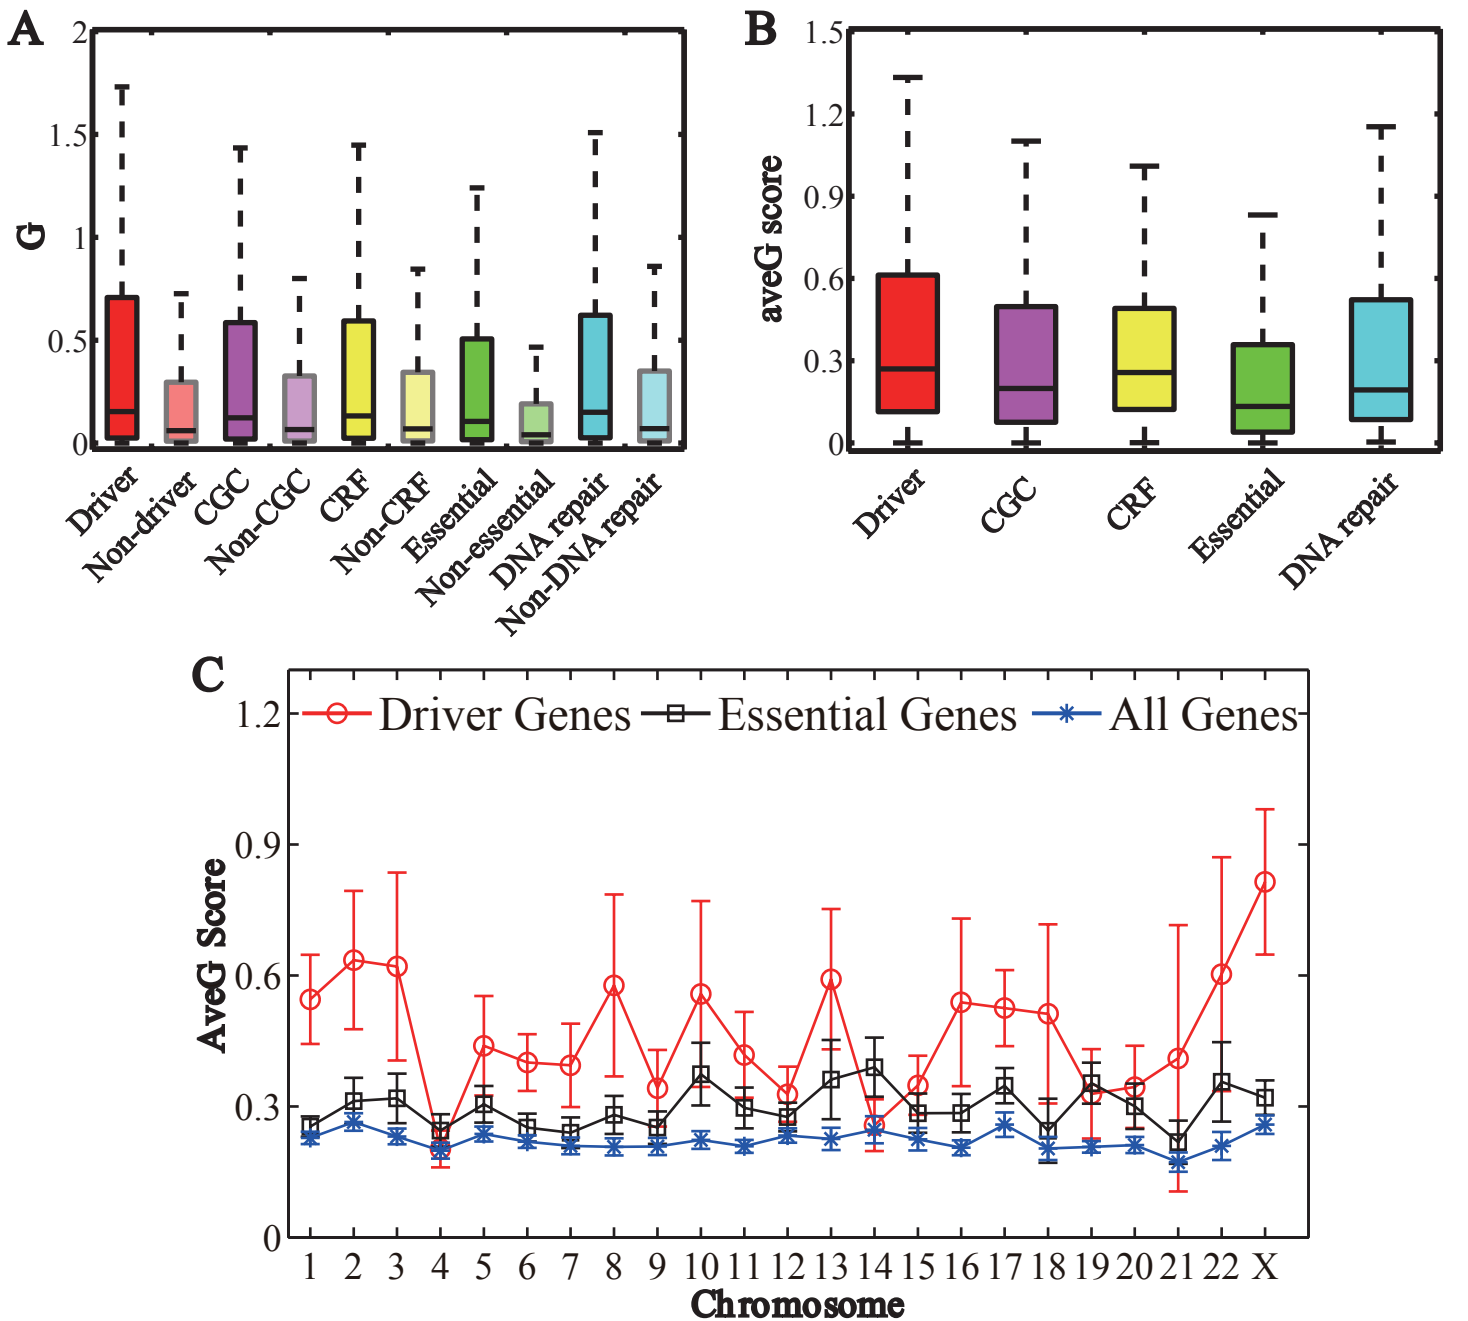 A
2
1.5
1
0.5
0
G
Driver
Non-driver
CGC
Non-CGC
CRF
Non-CRF
Essential
Non-essential
DNA repair
Non-DNA repair
B
1.5
1.2
0.9
0.6
0.3
0
aveG score
Driver
CGC
CRF
Essential
DNA repair
C
Driver Genes
Essential Genes
All Genes
1.2
0.9
0.6
0.3
0
AveG Score
1 2 3 4 5 6 7 8 9 10 11 12 13 14 15 16 17 18 19 20 21 22 X
Chromosome